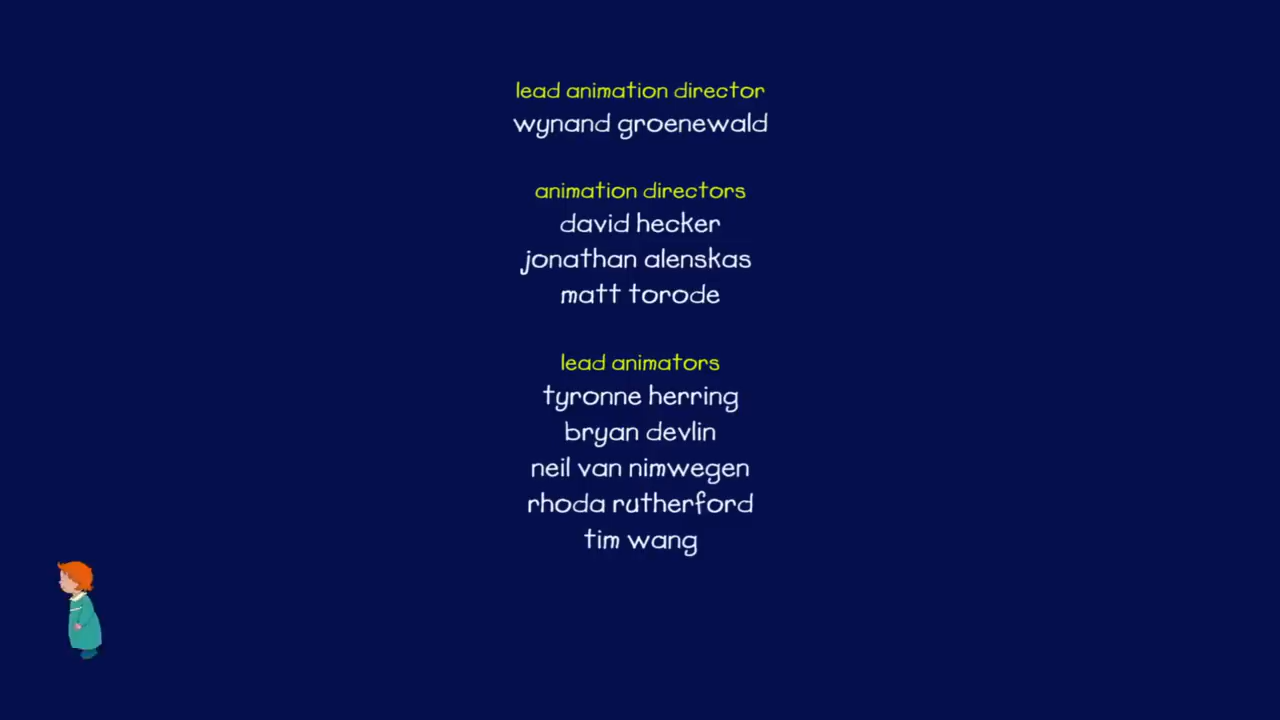 lead animation director
wynand groenewald
animation directors
david hecker
jonathan alenskas
matt torode
lead animators
tyronne herring
bryan devlin
neil van nimwegen
rhoda rutherford
tim wang